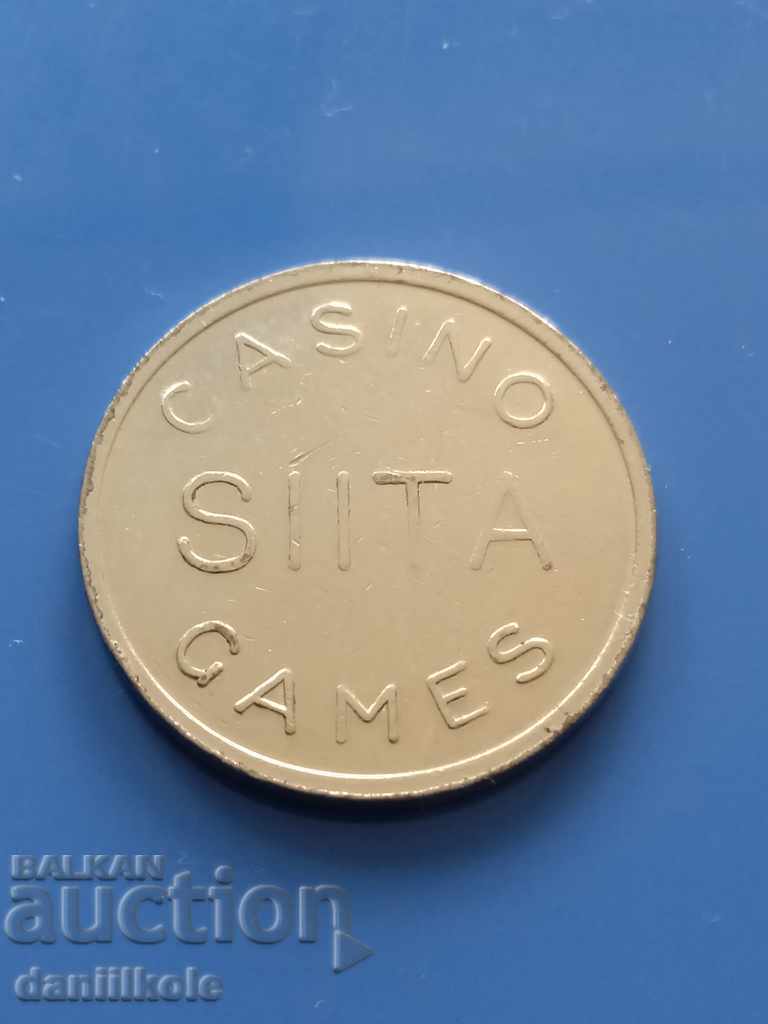 CASINO
SIITA
GAMES
BALKAN
auction
daniilkole